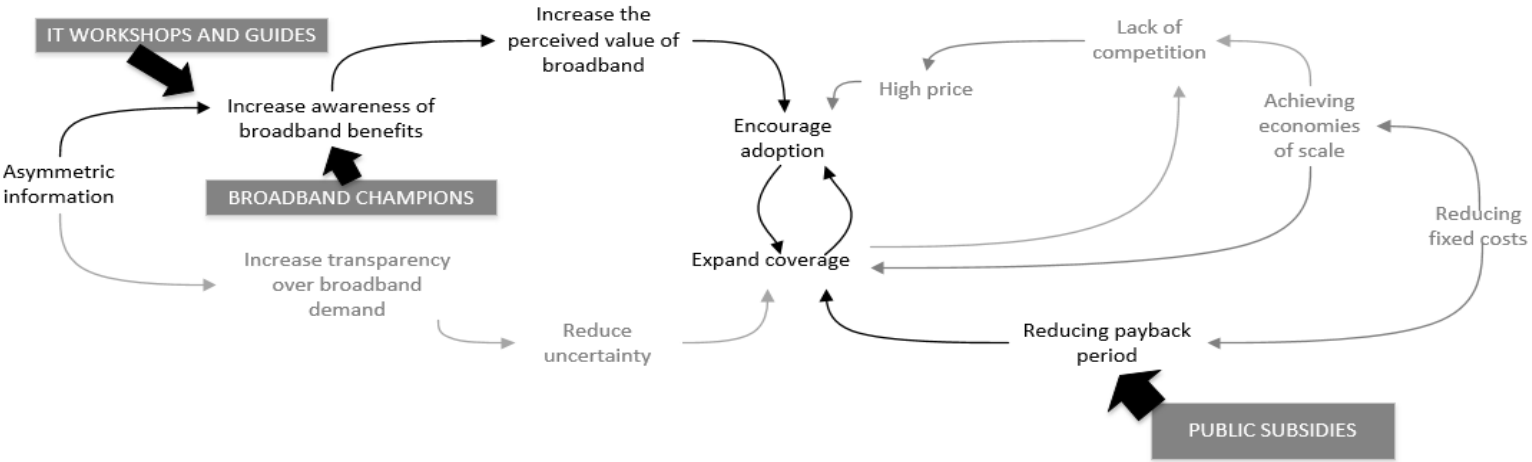 IT WORKSHOPS AND GUIDES
Increase the
perceived value of
broadband
Lack of
competition
High price
Increase awareness of
broadband benefits
Achieving
economies
of scale
Encourage
adoption
Asymmetric
information
BROADBAND CHAMPIONS
Reducing
fixed costs
Increase transparency
over broadband
demand
Expand coverage
Reduce
uncertainty
Reducing payback
period
PUBLIC SUBSIDIES